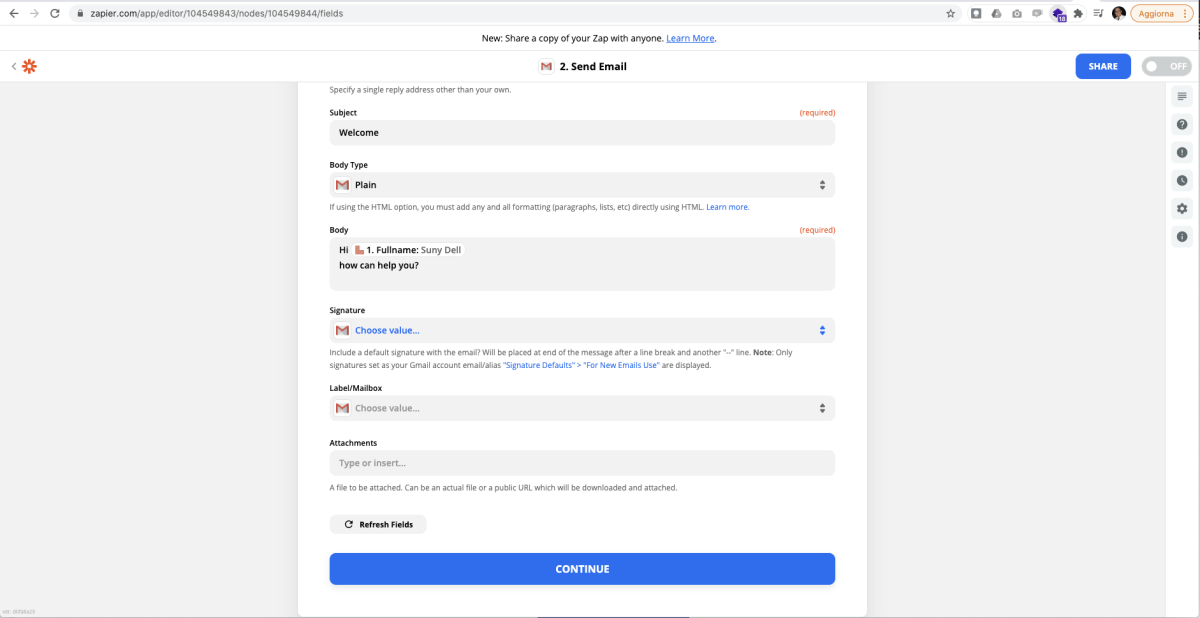 zapier.com/app/editor/104549843/nodes/104549844/fields
18
Aggiorna
New: Share a copy of your Zap with anyone. Learn More.
2. Send Email
SHARE
OFF
Specify a single reply address other than your own.
Subject
(required)
Welcome
Body Type
Plain
If using the HTML option, you must add any and all formatting (paragraphs, lists, etc) directly using HTML. Learn more.
Body
(required)
Hi 1. Fullname: Suny Dell
how can help you?
Signature
Choose value...
Include a default signature with the email? Will be placed at end of the message after a line break and another "--" line. Note: Only
signatures set as your Gmail account email/alias "Signature Defaults" > "For New Emails Use" are displayed.
Label/Mailbox
Choose value...
Attachments
Type or insert...
A file to be attached. Can be an actual file or a public URL which will be downloaded and attached.
Refresh Fields
CONTINUE